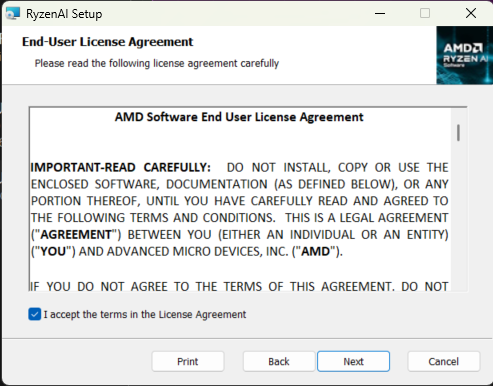 RyzenAI Setup
End-User License Agreement
Please read the following license agreement carefully
AMD
RYZEN AI
Software
AMD Software End User License Agreement
IMPORTANT-READ CAREFULLY: DO NOT INSTALL, COPY OR USE THE
ENCLOSED SOFTWARE, DOCUMENTATION (AS DEFINED BELOW), OR ANY
PORTION THEREOF, UNTIL YOU HAVE CAREFULLY READ AND AGREED TO
THE FOLLOWING TERMS AND CONDITIONS. THIS IS A LEGAL AGREEMENT
("AGREEMENT") BETWEEN YOU (EITHER AN INDIVIDUAL OR AN ENTITY)
("YOU") AND ADVANCED MICRO DEVICES, INC. ("AMD").
IF YOU DO NOT AGREE TO THE TERMS OF THIS AGREEMENT, DO NOT
I accept the terms in the License Agreement
Print Back Next Cancel